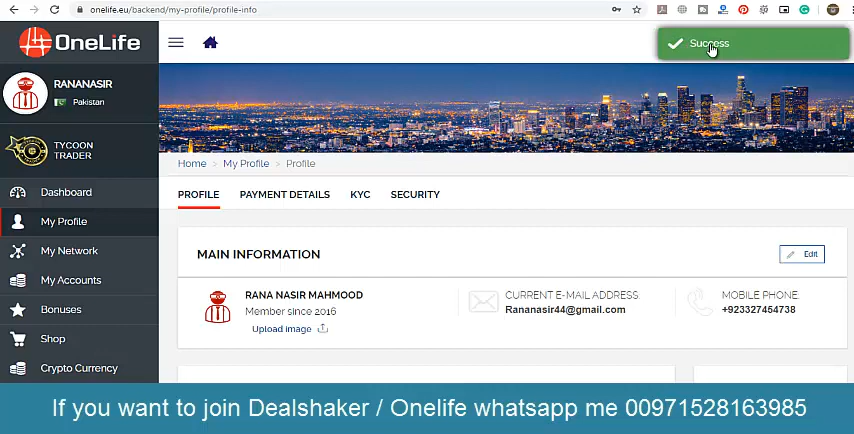 onelife.eu/backend/my-profile/profile-info
OneLife
Success
RANANASIR
Pakistan
TYCOON
TRADER
Home > My Profile > Profile
Dashboard
My Profile
My Network
My Accounts
Bonuses
Shop
Crypto Currency
PROFILE PAYMENT DETAILS KYC SECURITY
MAIN INFORMATION
Edit
RANA NASIR MAHMOOD
Member since 2016
Upload image
CURRENT E-MAIL ADDRESS:
Rananasir44@gmail.com
MOBILE PHONE:
+923327454738
If you want to join Dealshaker / Onelife whatsapp me 00971528163985